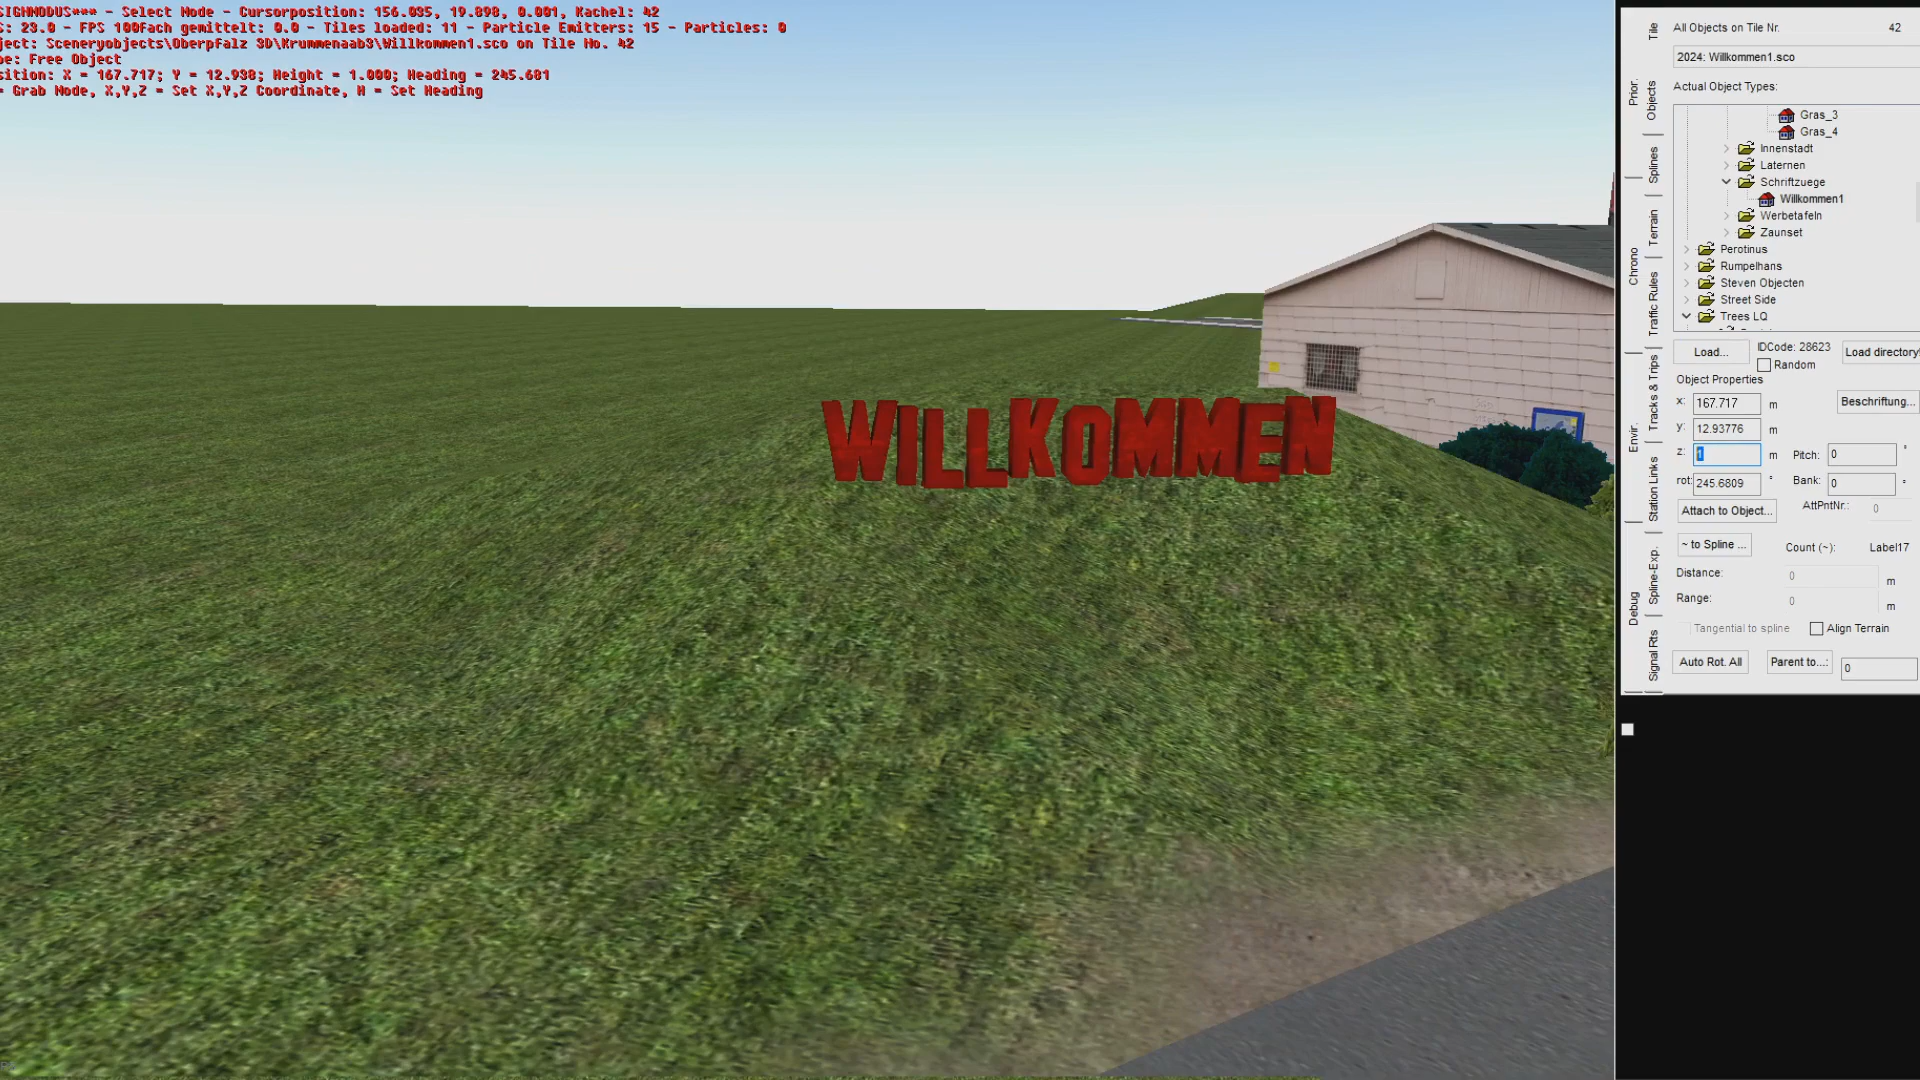 SIGNMODUS*** - Select Mode - Cursorposition: 156.035, 19.898, 0.001, Kachel: 42
S: 23.0 - FPS 100Fach gemittelt: 0.0 - Tiles loaded: 11 - Particle Emitters: 15 - Particles: 0
ject: Sceneryobjects\Oberpfalz 3D\Krummenaab3\Willkommen1.sco on Tile No. 42
pe: Free Object
sition: X = 167.717; Y = 12.938; Height = 1.000; Heading = 245.681
= Grab Mode, X,Y,Z = Set X,Y,Z Coordinate, H = Set Heading
WILLKOMMEN
Tile
Objects
Splines
Terrain
Traffic Rules
Tracks & Trips
Station Links
Spline-Exp.
Signal Rts
Prior.
Chrono
Envir.
Debug
All Objects on Tile Nr. 42
2024: Willkommen1.sco
Actual Object Types:
Gras_3
Gras_4
Innenstadt
Laternen
Schriftzuege
Willkommen1
Werbetafeln
Zaunset
Perotinus
Rumpelhans
Steven Objecten
Street Side
Trees LQ
Load... IDCode: 28623 Load directory!
Random
Object Properties
x: 167.717 m Beschriftung...
y: 12.93776 m
z: 1 m Pitch: 0 °
rot: 245.6809 ° Bank: 0 °
Attach to Object... AttPntNr.: 0
~ to Spline ... Count (~): Label17
Distance: 0 m
Range: 0 m
Tangential to spline Align Terrain
Auto Rot. All Parent to...: 0